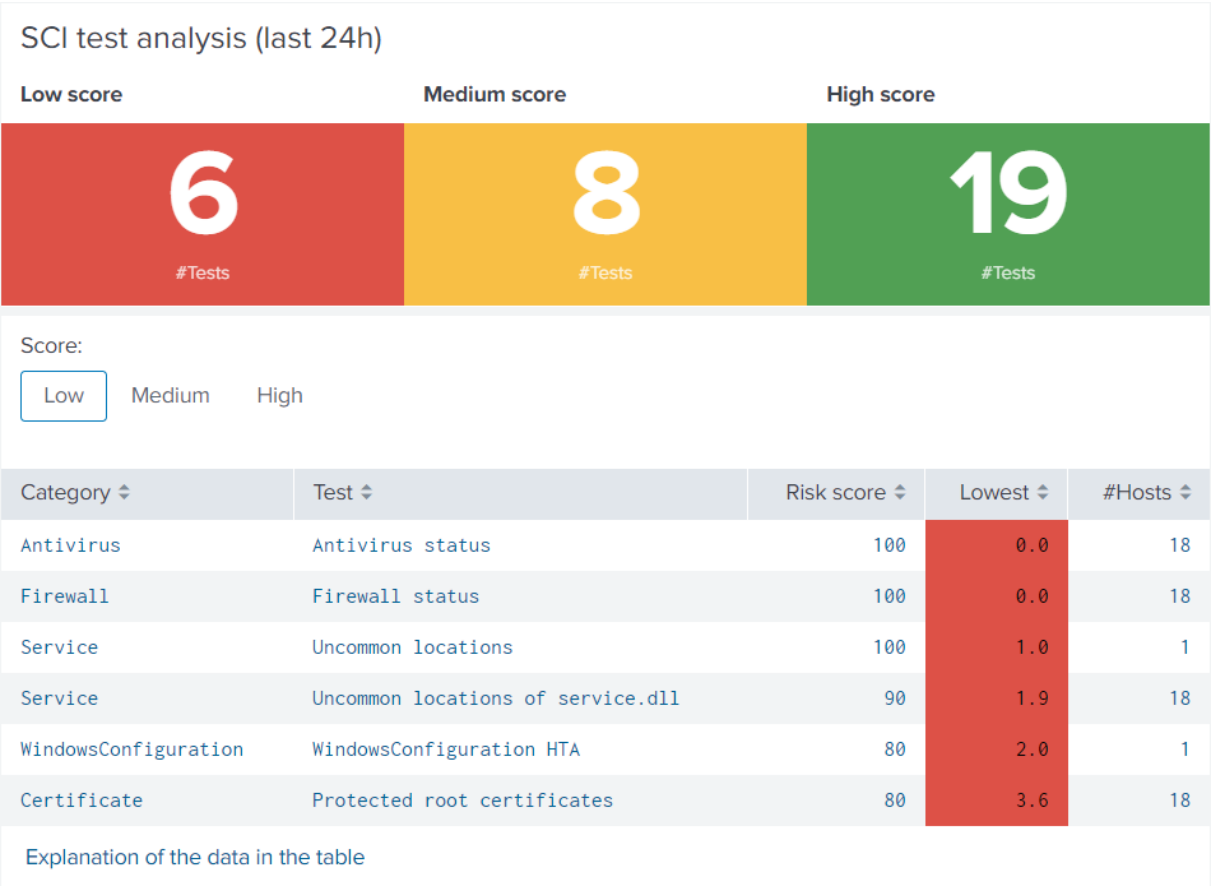 SCI test analysis (last 24h)
Low score Medium score High score
6 8 19
#Tests #Tests #Tests
Score:
Low Medium High
Category Test Risk score Lowest #Hosts
Antivirus Antivirus status 100 0.0 18
Firewall Firewall status 100 0.0 18
Service Uncommon locations 100 1.0 1
Service Uncommon locations of service.dll 90 1.9 18
WindowsConfiguration WindowsConfiguration HTA 80 2.0 1
Certificate Protected root certificates 80 3.6 18
Explanation of the data in the table